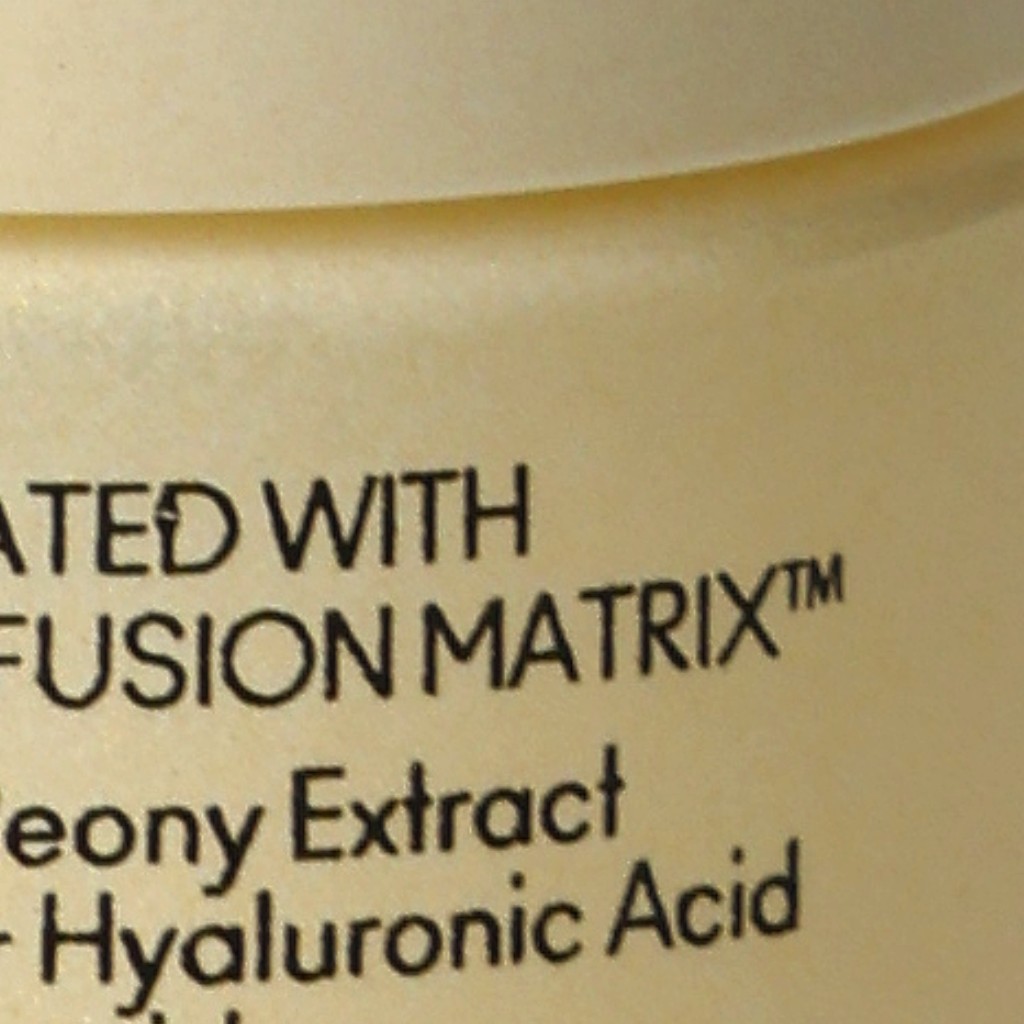 ATED WITH
FUSION MATRIX™
eony Extract
Hyaluronic Acid